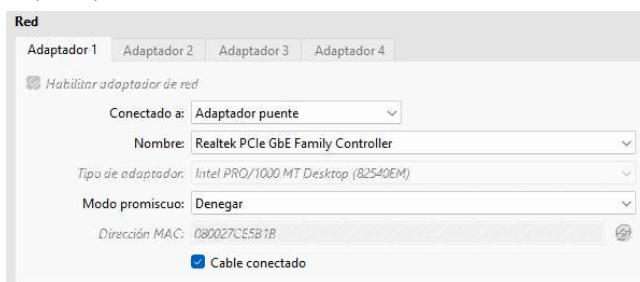 Red
Adaptador 1 Adaptador 2 Adaptador 3 Adaptador 4
Habilitar adaptador de red
Conectado a: Adaptador puente
Nombre: Realtek PCIe GbE Family Controller
Tipo de adaptador: Intel PRO/1000 MT Desktop (82540EM)
Modo promiscuo: Denegar
Dirección MAC: 080027CE5B1B
Cable conectado